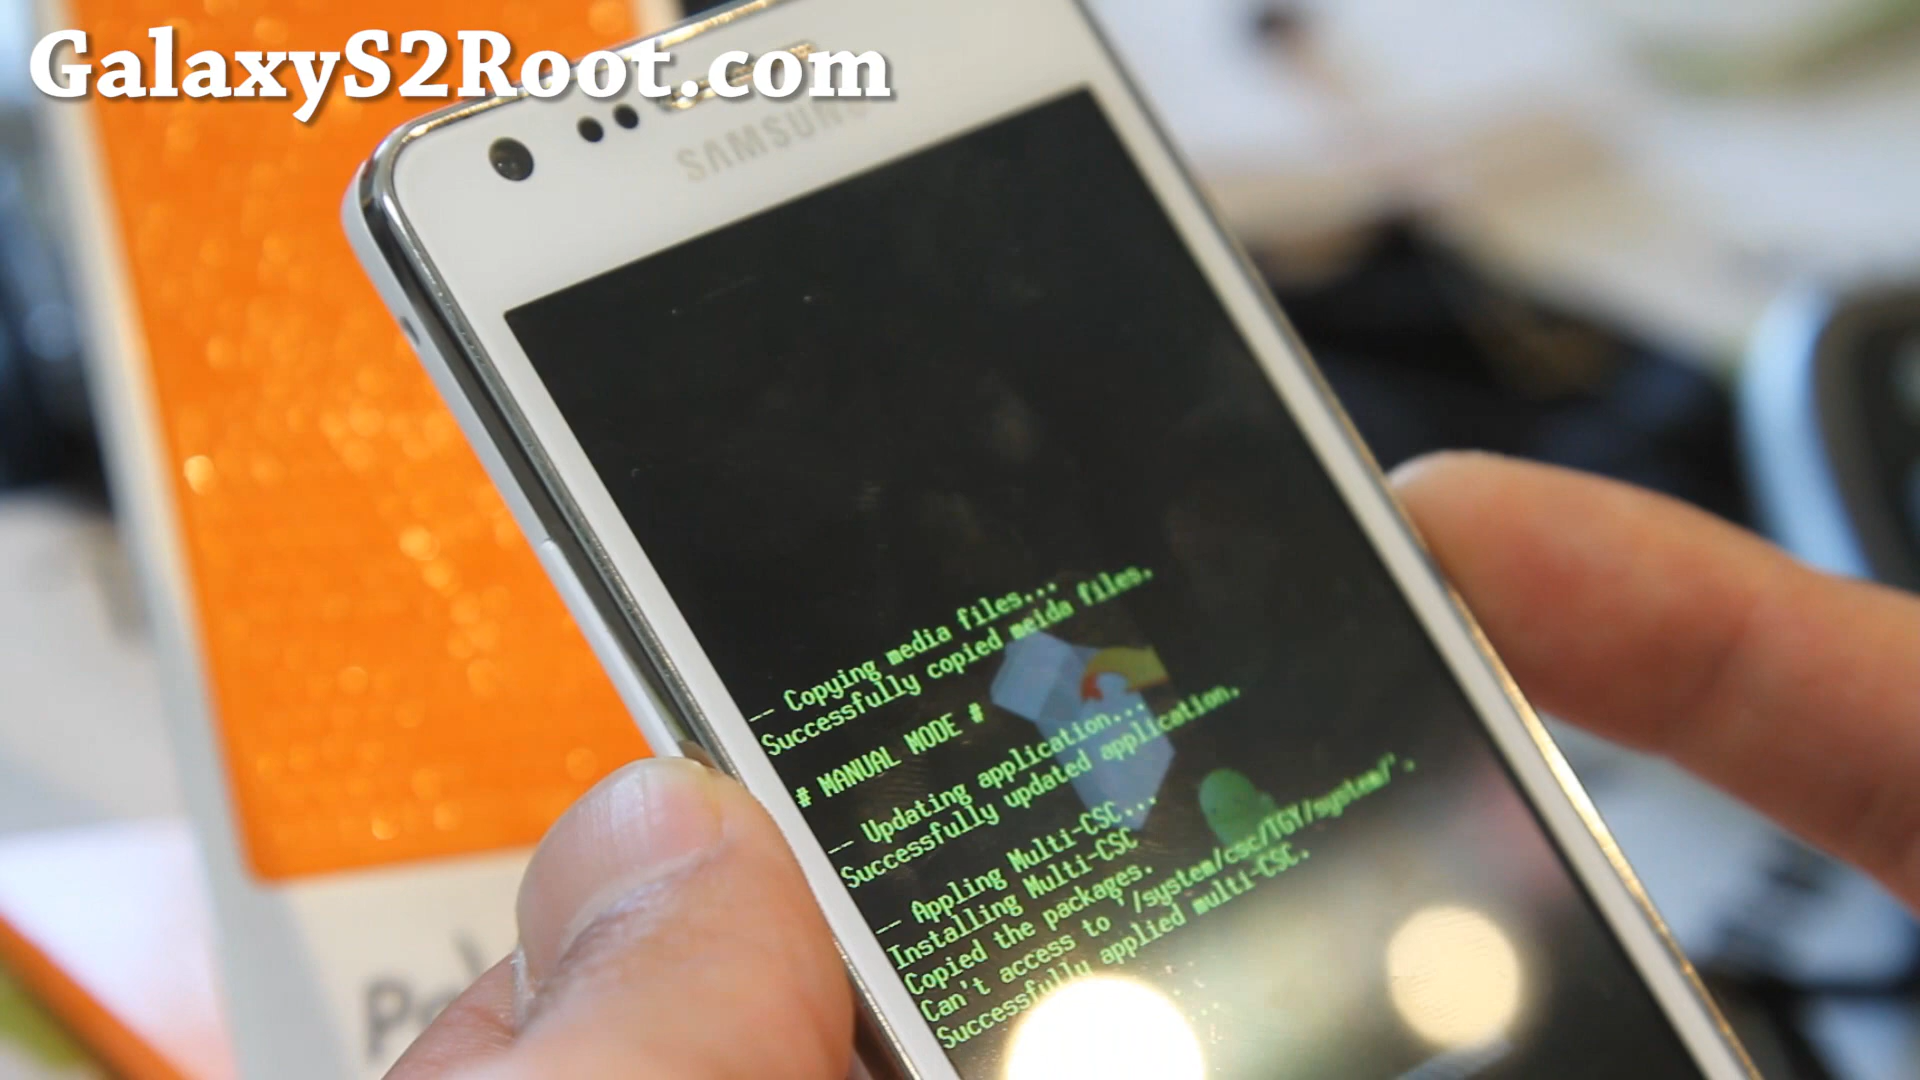 GalaxyS2Root.com
SAMSUNG
-- Copying media files...
Successfully copied meida files.
# MANUAL MODE #
-- Updating application...
Successfully updated application.
-- Appling Multi-CSC...
Installing Multi-CSC
Copied the packages.
Can't access to '/system/csc/TGY/system/'.
Successfully applied multi-CSC.